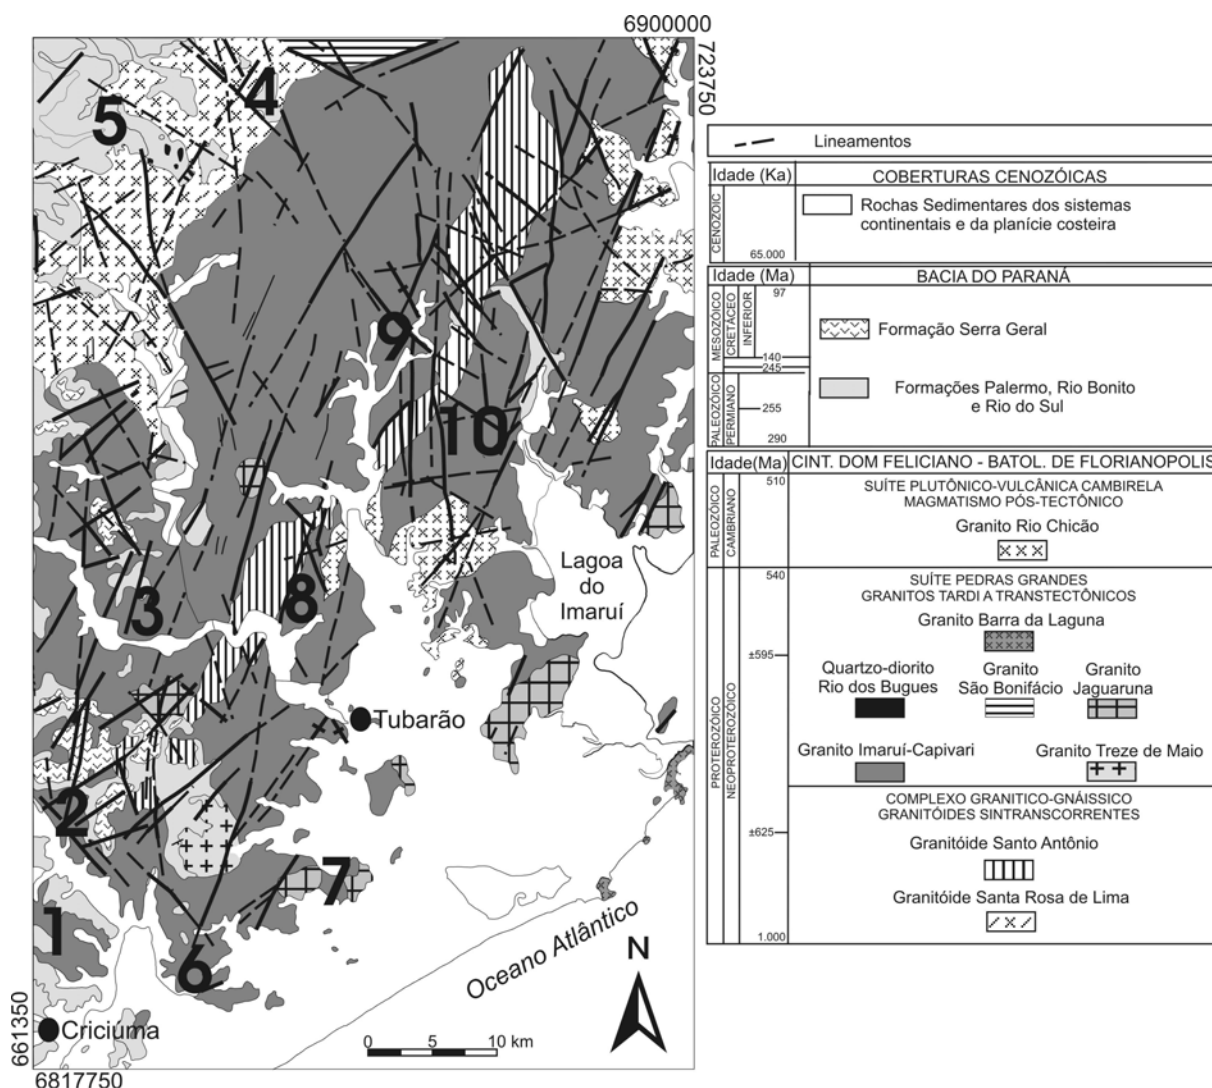 6900000
723750
4
5
9
10
Lagoa
do
Imaruí
8
3
Tubarão
2
7
1
Oceano Atlântico
N
6
Criciúma
0 5 10 km
661350
6817750
Lineamentos
Idade (Ka) COBERTURAS CENOZÓICAS
CENOZÓIC
65.000
Rochas Sedimentares dos sistemas
continentais e da planície costeira
Idade (Ma) BACIA DO PARANÁ
MESOZÓICO
CRETÁCEO
INFERIOR
97
140
245
Formação Serra Geral
PALEOZÓICO
PERMIANO
255
290
Formações Palermo, Rio Bonito
e Rio do Sul
Idade(Ma) CINT. DOM FELICIANO - BATOL. DE FLORIANOPOLIS
PALEOZÓICO
CAMBRIANO
510
SUÍTE PLUTÔNICO-VULCÂNICA CAMBIRELA
MAGMATISMO PÓS-TECTÔNICO
Granito Rio Chicão
540
PROTEROZÓICO
NEOPROTEROZÓICO
SUÍTE PEDRAS GRANDES
GRANITOS TARDI A TRANSTECTÔNICOS
Granito Barra da Laguna
±595
Quartzo-diorito
Rio dos Bugues
Granito
São Bonifácio
Granito
Jaguaruna
Granito Imaruí-Capivari
Granito Treze de Maio
COMPLEXO GRANITICO-GNÁISSICO
GRANITÓIDES SINTRANSCORRENTES
±625
Granitóide Santo Antônio
Granitóide Santa Rosa de Lima
1.000